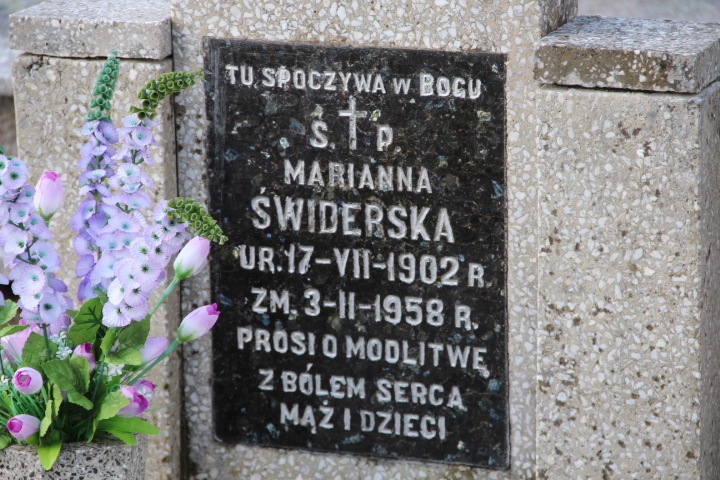 TU SPOCZYWA W BOGU
Ś. † P
MARIANNA
ŚWIDERSKA
UR. 17-VII-1902 R.
ZM. 3-II-1958 R.
PROSI O MODLITWĘ
Z BÓLEM SERCA
MĄŻ I DZIECI